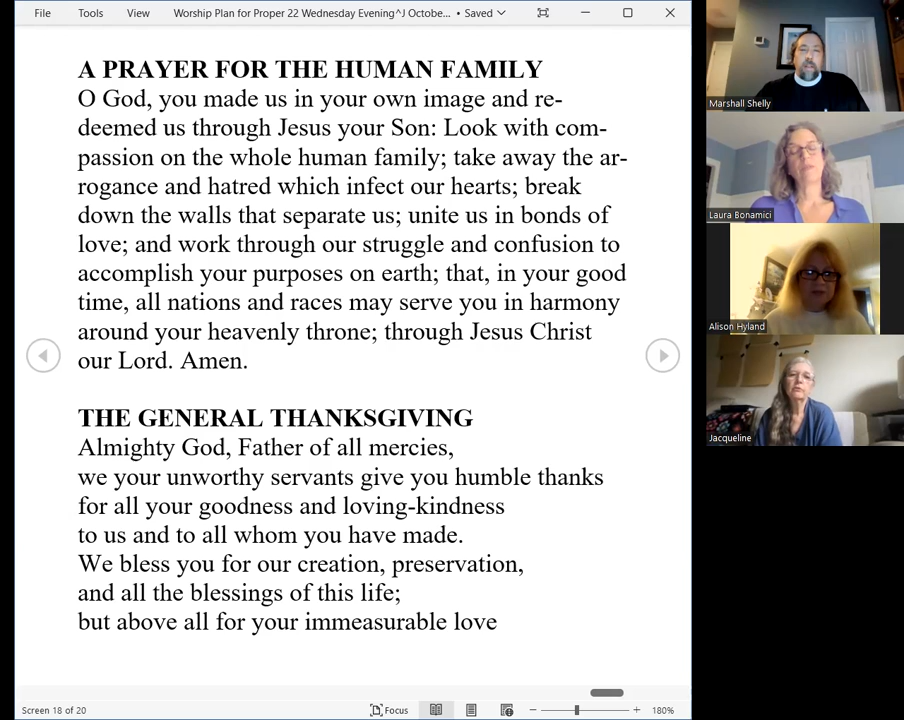 File Tools View Worship Plan for Proper 22 Wednesday Evening^J Octobe... • Saved
A PRAYER FOR THE HUMAN FAMILY
O God, you made us in your own image and re-
deemed us through Jesus your Son: Look with com-
passion on the whole human family; take away the ar-
rogance and hatred which infect our hearts; break
down the walls that separate us; unite us in bonds of
love; and work through our struggle and confusion to
accomplish your purposes on earth; that, in your good
time, all nations and races may serve you in harmony
around your heavenly throne; through Jesus Christ
our Lord. Amen.
THE GENERAL THANKSGIVING
Almighty God, Father of all mercies,
we your unworthy servants give you humble thanks
for all your goodness and loving-kindness
to us and to all whom you have made.
We bless you for our creation, preservation,
and all the blessings of this life;
but above all for your immeasurable love
Screen 18 of 20 Focus 180%
Marshall Shelly
Laura Bonamici
Alison Hyland
Jacqueline